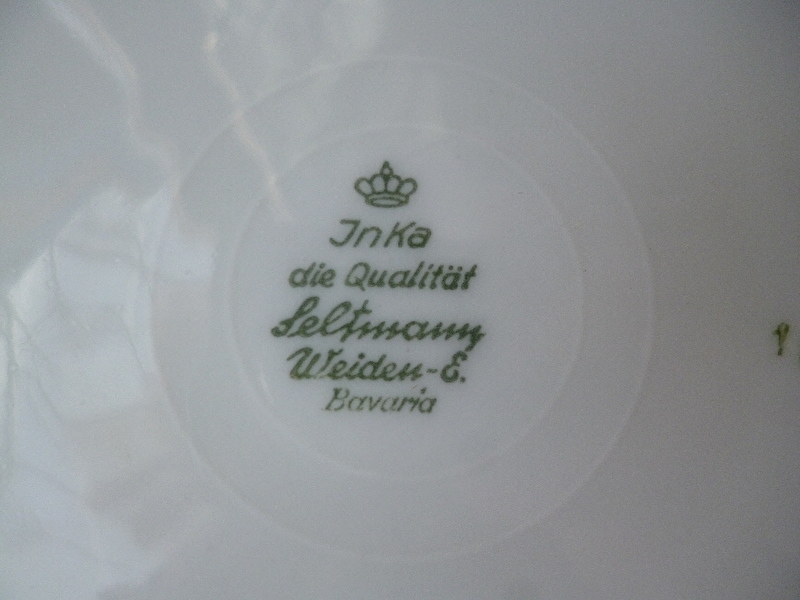 InKa
die Qualität
Seltmann
Weiden-E.
Bavaria